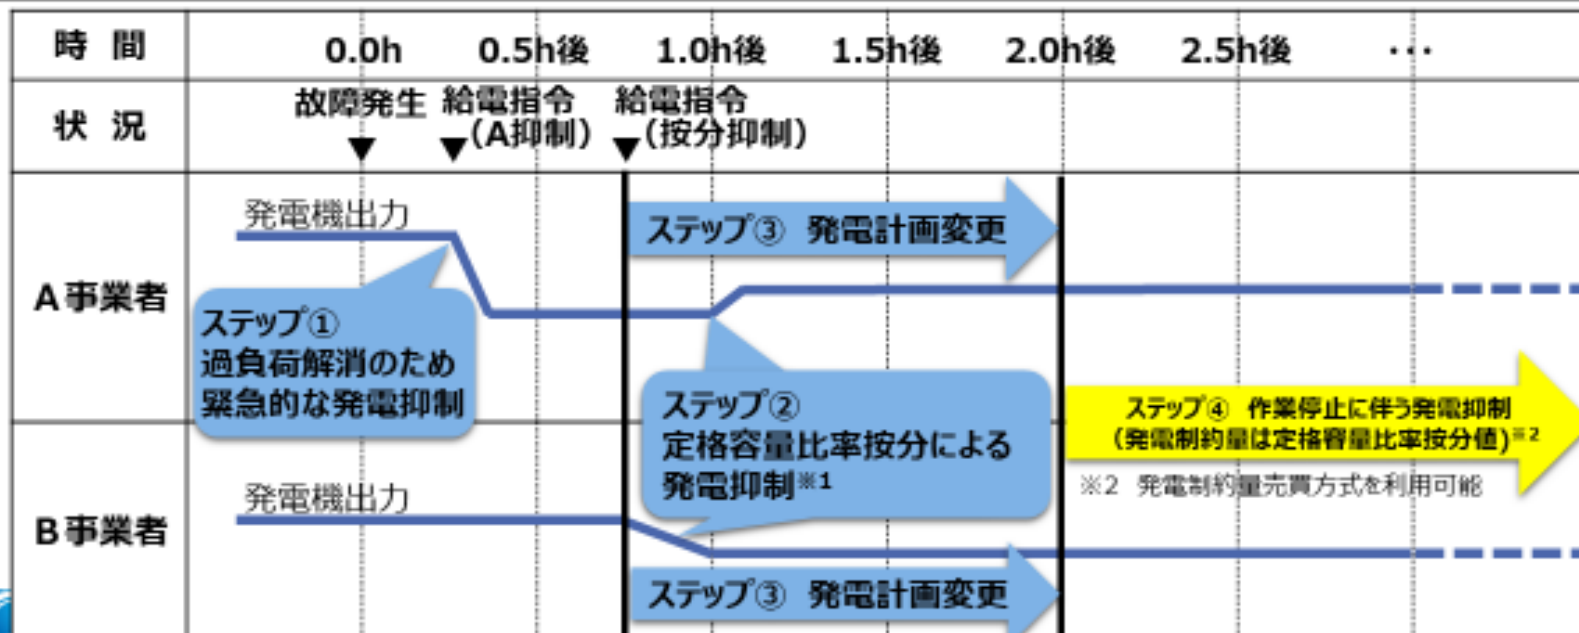 時 間
0.0h 0.5h後 1.0h後 1.5h後 2.0h後 2.5h後 ・・・
状 況
故障発生
給電指令
(A抑制)
給電指令
(按分抑制)
A事業者
発電機出力
ステップ③ 発電計画変更
ステップ①
過負荷解消のため
緊急的な発電抑制
ステップ②
定格容量比率按分による
発電抑制※1
ステップ④ 作業停止に伴う発電抑制
(発電制約量は定格容量比率按分値)※2
※2 発電制約量売買方式を利用可能
B事業者
発電機出力
ステップ③ 発電計画変更